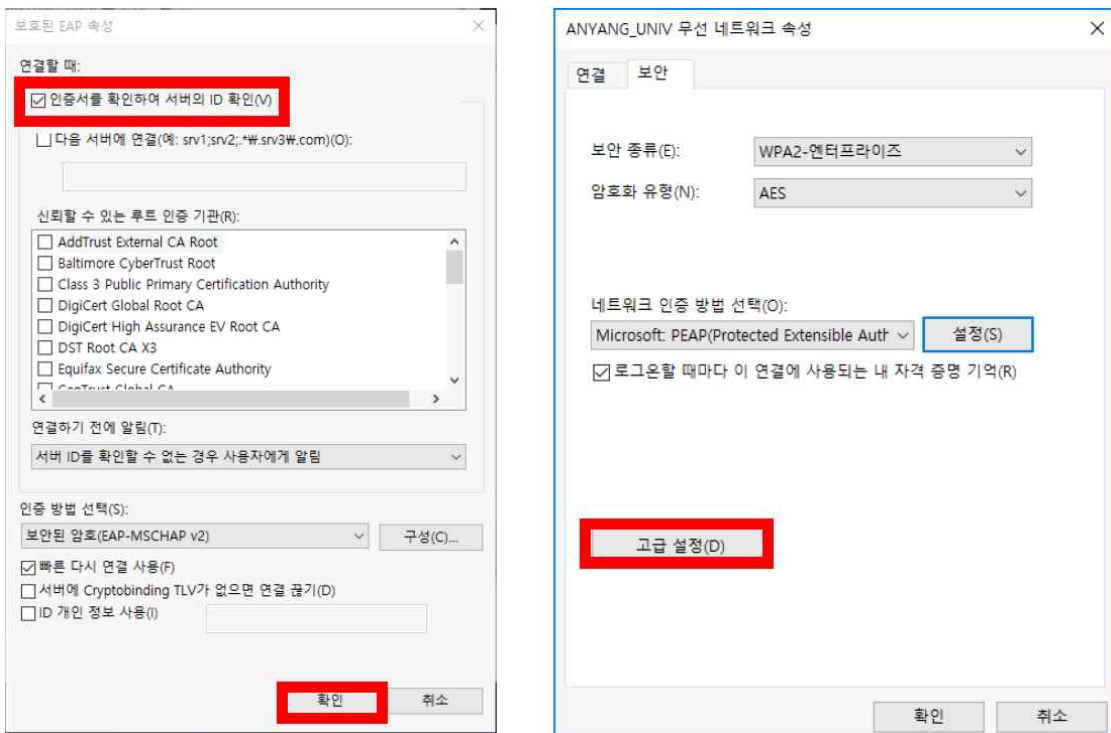 보호된 EAP 속성
연결할 때:
인증서를 확인하여 서버의 ID 확인(V)
다음 서버에 연결(예: srv1;srv2;.*₩.srv3₩.com)(O):
신뢰할 수 있는 루트 인증 기관(R):
AddTrust External CA Root
Baltimore CyberTrust Root
Class 3 Public Primary Certification Authority
DigiCert Global Root CA
DigiCert High Assurance EV Root CA
DST Root CA X3
Equifax Secure Certificate Authority
GeoTrust Global CA
연결하기 전에 알림(T):
서버 ID를 확인할 수 없는 경우 사용자에게 알림
인증 방법 선택(S):
보안된 암호(EAP-MSCHAP v2)
구성(C)...
빠른 다시 연결 사용(F)
서버에 Cryptobinding TLV가 없으면 연결 끊기(D)
ID 개인 정보 사용(I)
확인
취소
ANYANG_UNIV 무선 네트워크 속성
연결
보안
보안 종류(E):
WPA2-엔터프라이즈
암호화 유형(N):
AES
네트워크 인증 방법 선택(O):
Microsoft: PEAP(Protected Extensible Auth
설정(S)
로그온할 때마다 이 연결에 사용되는 내 자격 증명 기억(R)
고급 설정(D)
확인
취소